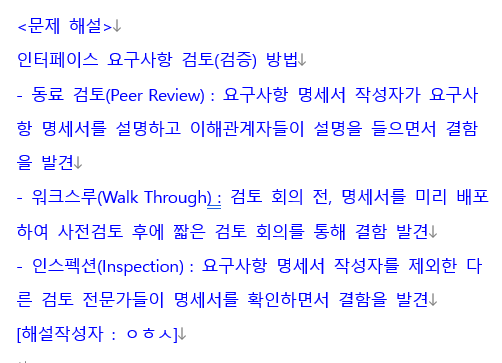 <문제 해설>↓
인터페이스 요구사항 검토(검증) 방법↓
- 동료 검토(Peer Review) : 요구사항 명세서 작성자가 요구사
항 명세서를 설명하고 이해관계자들이 설명을 들으면서 결함
을 발견↓
- 워크스루(Walk Through) : 검토 회의 전, 명세서를 미리 배포
하여 사전검토 후에 짧은 검토 회의를 통해 결함 발견↓
- 인스펙션(Inspection) : 요구사항 명세서 작성자를 제외한 다
른 검토 전문가들이 명세서를 확인하면서 결함을 발견↓
[해설작성자 : ㅇㅎㅅ]↓